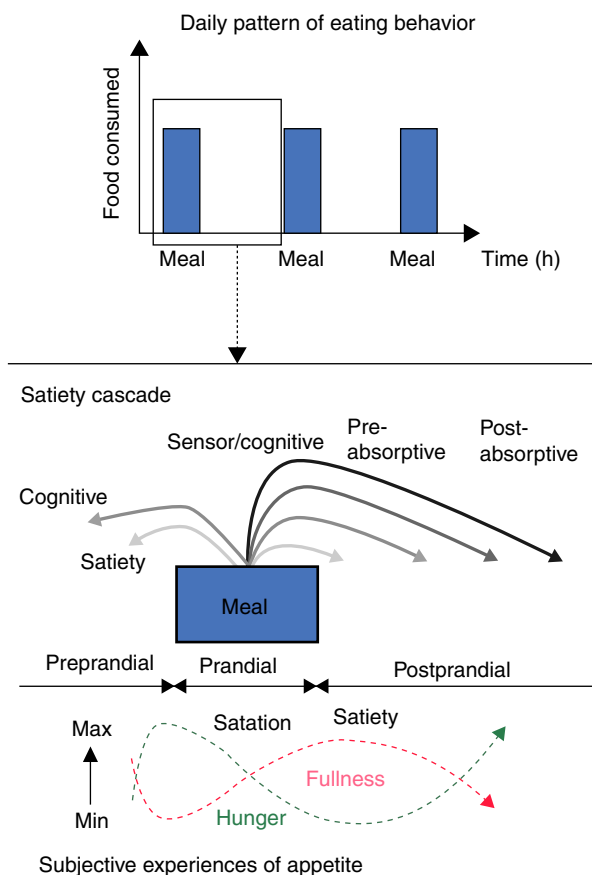 Daily pattern of eating behavior
Food consumed
Meal
Meal
Meal
Time (h)
Satiety cascade
Sensor/cognitive
Pre-
absorptive
Post-
absorptive
Cognitive
Satiety
Meal
Preprandial
Prandial
Postprandial
Max
Min
Satation
Satiety
Fullness
Hunger
Subjective experiences of appetite